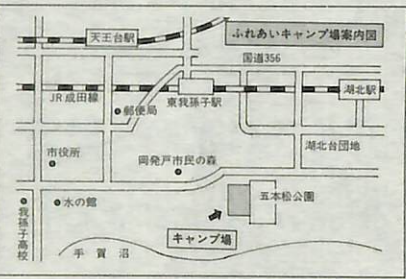 天王台駅
ふれあいキャンプ場案内図
国道356
JR成田線
東我孫子駅
湖北駅
郵便局
市役所
岡発戸市民の森
湖北台団地
我孫子高校
水の館
五本松公園
キャンプ場
手賀沼